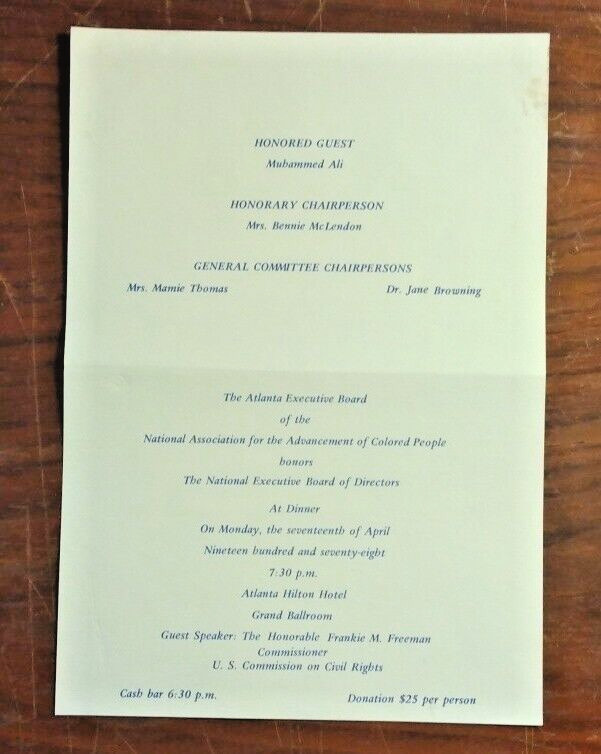 HONORED GUEST
Muhammed Ali
HONORARY CHAIRPERSON
Mrs. Bennie McLendon
GENERAL COMMITTEE CHAIRPERSONS
Mrs. Mamie Thomas Dr. Jane Browning
The Atlanta Executive Board
of the
National Association for the Advancement of Colored People
honors
The National Executive Board of Directors
At Dinner
On Monday, the seventeenth of April
Nineteen hundred and seventy-eight
7:30 p.m.
Atlanta Hilton Hotel
Grand Ballroom
Guest Speaker: The Honorable Frankie M. Freeman
Commissioner
U. S. Commission on Civil Rights
Cash bar 6:30 p.m. Donation $25 per person